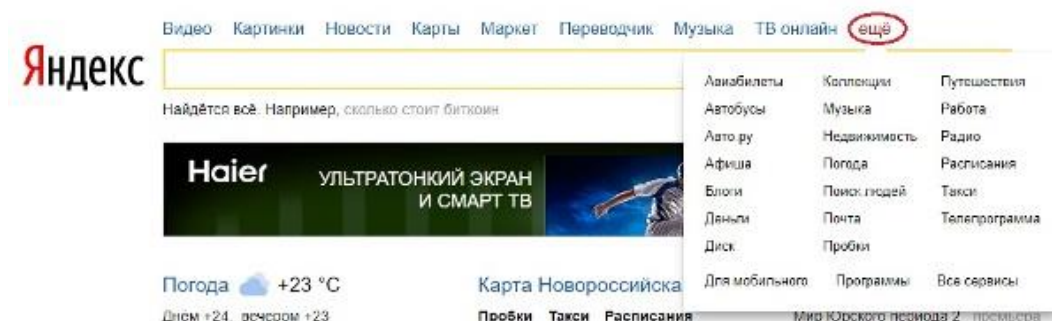 Видео Картинки Новости Карты Маркет Переводчик Музыка ТВ онлайн ещё
Яндекс
Найдётся всё. Например, сколько стоит биткоин
Авиабилеты Коллекции Путешествия
Автобусы Музыка Работа
Авто.ру Недвижимость Радио
Афиша Погода Расписания
Блоги Поиск людей Такси
Деньги Почта Телепрограмма
Диск Пробки
Для мобильного Программы Все сервисы
Haier УЛЬТРАТОНКИЙ ЭКРАН
И СМАРТ ТВ
Погода +23 °C
Днём +24, вечером +23
Карта Новороссийска
Пробки Такси Расписания
Мир Юрского периода 2 премьера